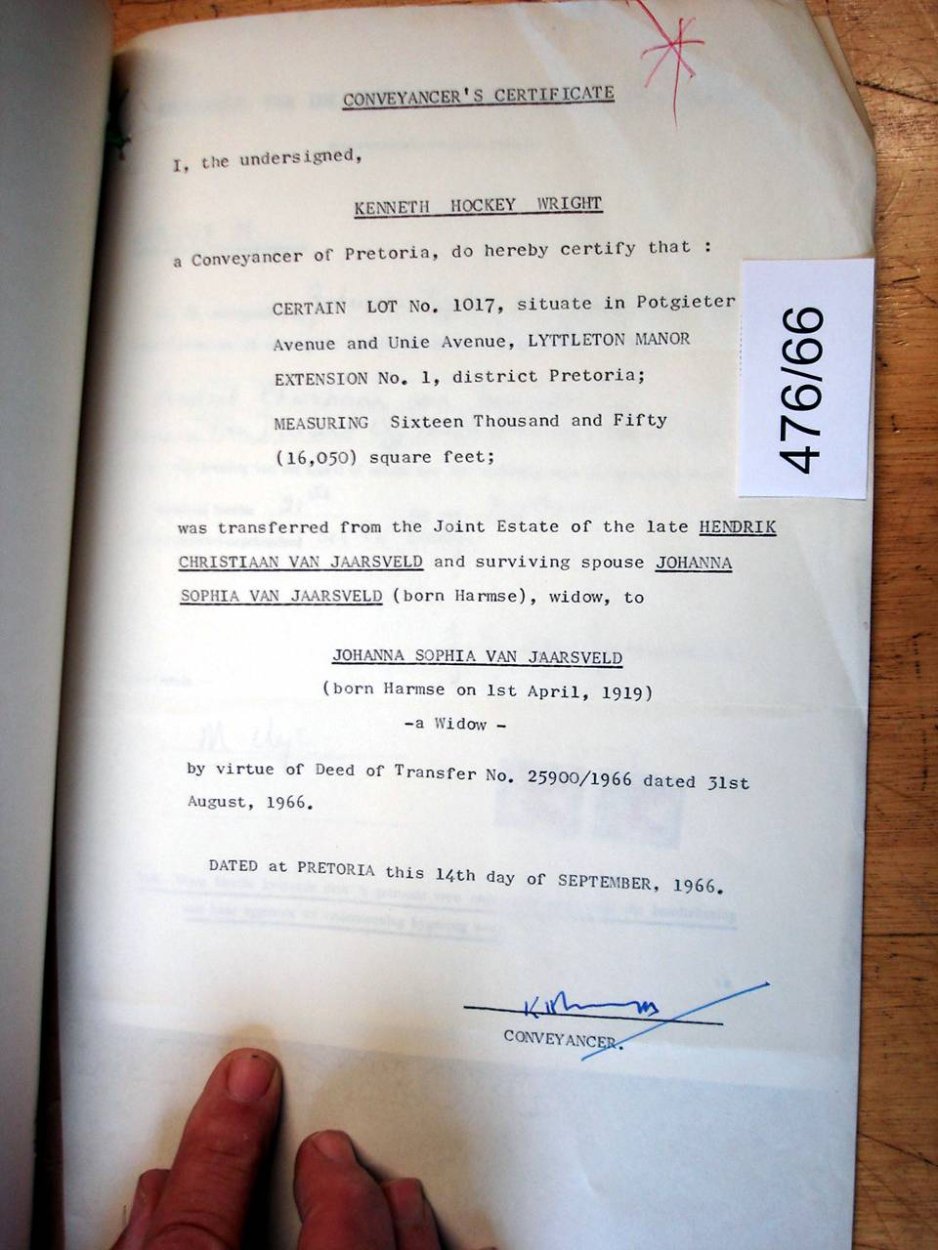 CONVEYANCER'S CERTIFICATE
I, the undersigned,
KENNETH HOCKEY WRIGHT
a Conveyancer of Pretoria, do hereby certify that :
CERTAIN LOT No. 1017, situate in Potgieter
Avenue and Unie Avenue, LYTTLETON MANOR
EXTENSION No. 1, district Pretoria;
MEASURING Sixteen Thousand and Fifty
(16,050) square feet;
476/66
was transferred from the Joint Estate of the late HENDRIK
CHRISTIAAN VAN JAARSVELD and surviving spouse JOHANNA
SOPHIA VAN JAARSVELD (born Harmse), widow, to
JOHANNA SOPHIA VAN JAARSVELD
(born Harmse on 1st April, 1919)
-a Widow -
by virtue of Deed of Transfer No. 25900/1966 dated 31st
August, 1966.
DATED at PRETORIA this 14th day of SEPTEMBER, 1966.
CONVEYANCER.